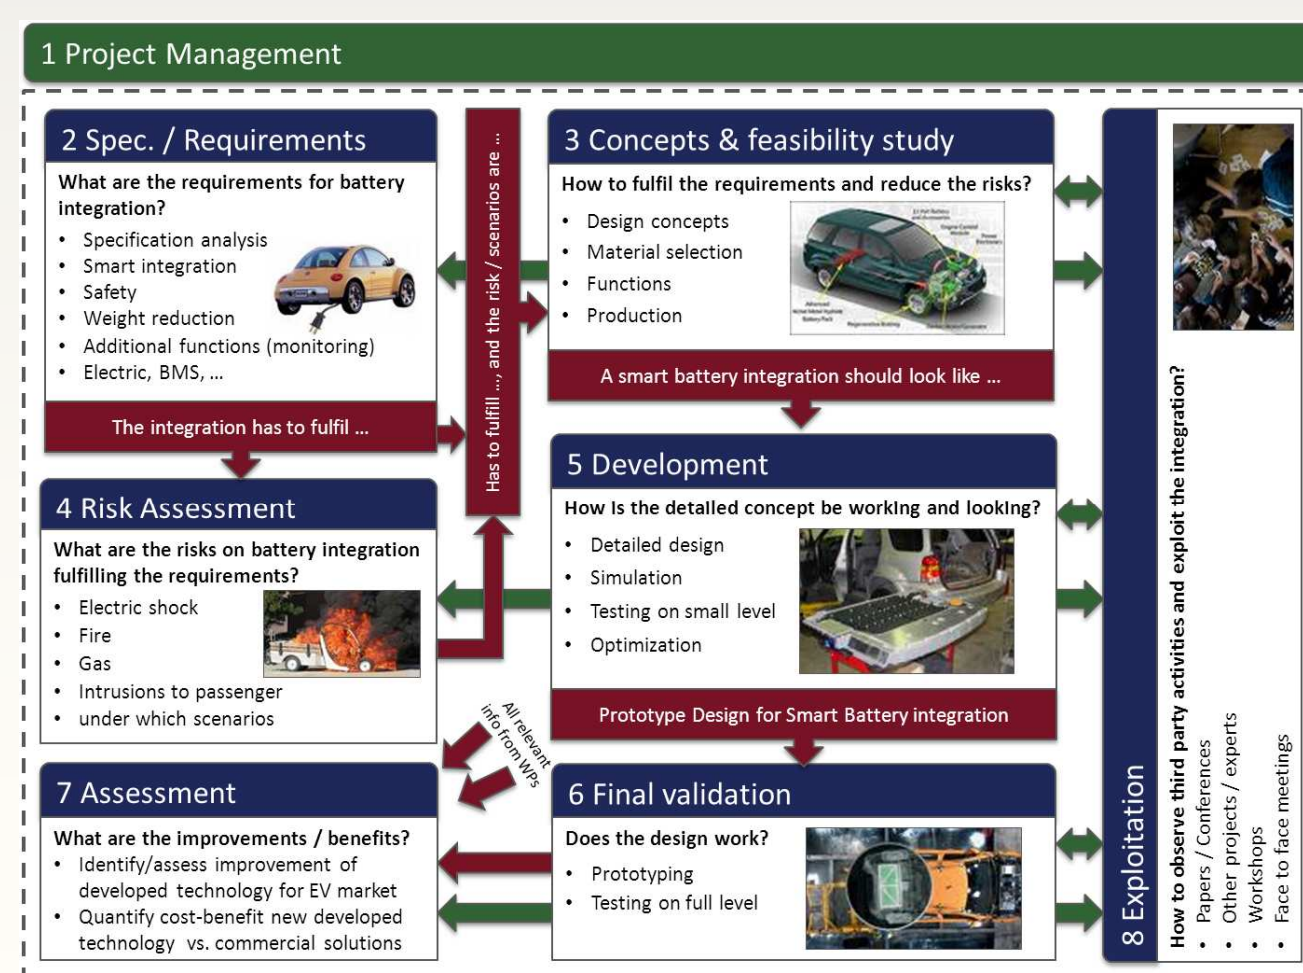 1 Project Management
2 Spec. / Requirements
What are the requirements for battery
integration?
• Specification analysis
• Smart integration
• Safety
• Weight reduction
• Additional functions (monitoring)
• Electric, BMS, ...
The integration has to fulfil ...
Has to fulfill ..., and the risk / scenarios are ...
3 Concepts & feasibility study
How to fulfil the requirements and reduce the risks?
• Design concepts
• Material selection
• Functions
• Production
A smart battery integration should look like ...
4 Risk Assessment
What are the risks on battery integration
fulfilling the requirements?
• Electric shock
• Fire
• Gas
• Intrusions to passenger
• under which scenarios
5 Development
How is the detailed concept be working and looking?
• Detailed design
• Simulation
• Testing on small level
• Optimization
Prototype Design for Smart Battery integration
All relevant
info from WPs
7 Assessment
What are the improvements / benefits?
• Identify/assess improvement of
developed technology for EV market
• Quantify cost-benefit new developed
technology vs. commercial solutions
6 Final validation
Does the design work?
• Prototyping
• Testing on full level
8 Exploitation
How to observe third party activities and exploit the integration?
• Papers / Conferences
• Other projects / experts
• Workshops
• Face to face meetings